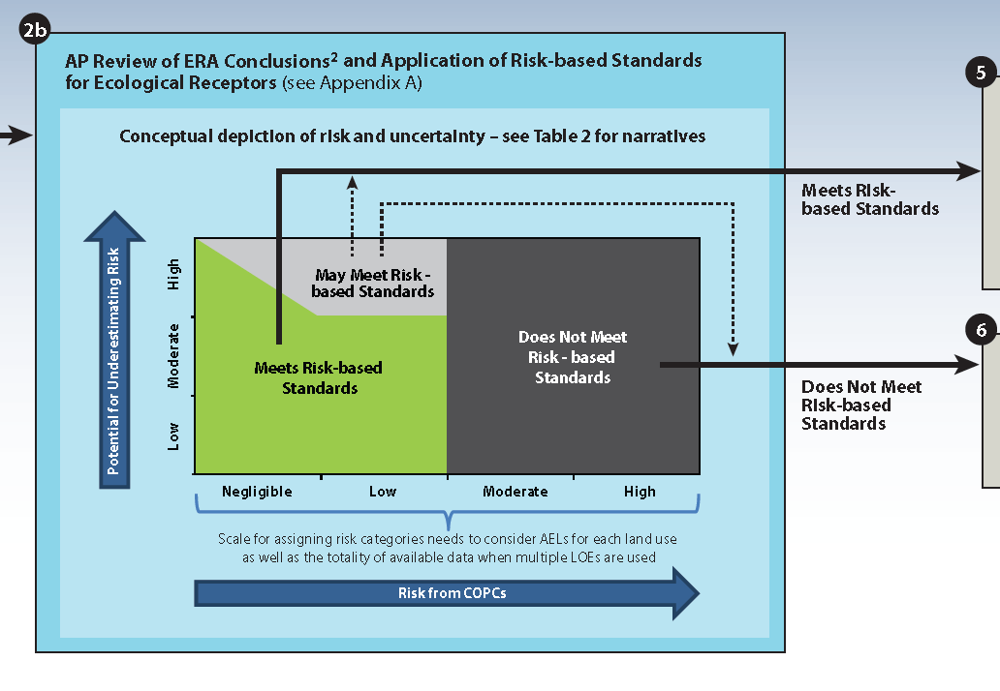 2b
AP Review of ERA Conclusions² and Application of Risk-based Standards
for Ecological Receptors (see Appendix A)
5
Conceptual depiction of risk and uncertainty – see Table 2 for narratives
Meets Risk-
based Standards
Potential for Underestimating Risk
High
Moderate
Low
May Meet Risk -
based Standards
Meets Risk-based
Standards
Does Not Meet
Risk - based
Standards
6
Does Not Meet
Risk-based
Standards
Negligible
Low
Moderate
High
Scale for assigning risk categories needs to consider AELs for each land use
as well as the totality of available data when multiple LOEs are used
Risk from COPCs